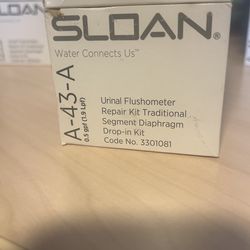 SLOAN®
Water Connects Us™
A-43-A
0.5 gpf (1.9 Lpf)
Urinal Flushometer
Repair Kit Traditional
Segment Diaphragm
Drop-in Kit
Code No. 3301081